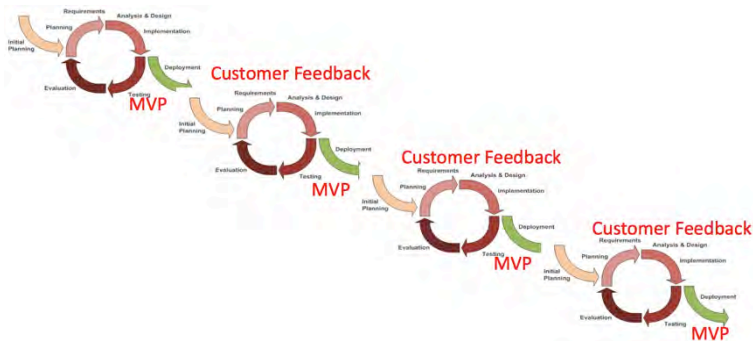 Requirements
Analysis & Design
Planning
Implementation
Initial
Planning
Deployment
Evaluation
Testing
MVP
Customer Feedback
Requirements
Analysis & Design
Planning
Implementation
Initial
Planning
Deployment
Evaluation
Testing
MVP
Customer Feedback
Requirements
Analysis & Design
Planning
Implementation
Initial
Planning
Deployment
Evaluation
Testing
MVP
Customer Feedback
Requirements
Analysis & Design
Planning
Implementation
Initial
Planning
Deployment
Evaluation
Testing
MVP